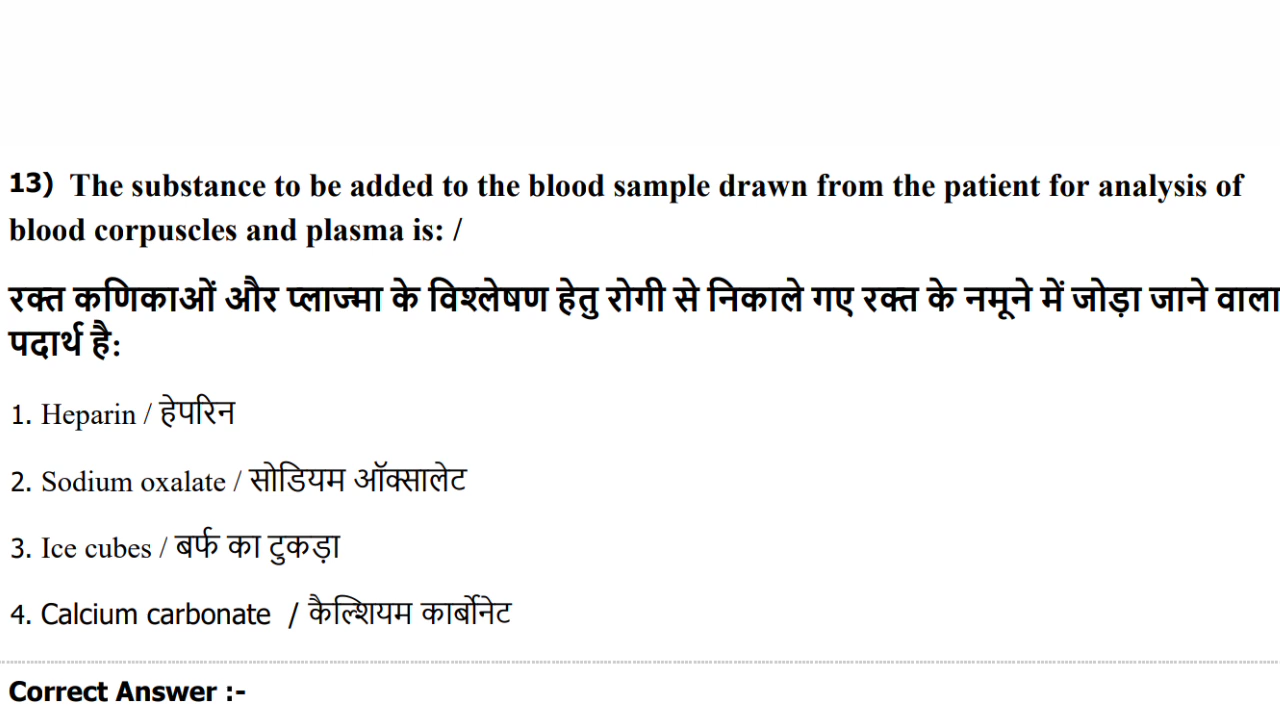 13) The substance to be added to the blood sample drawn from the patient for analysis of
blood corpuscles and plasma is: /
रक्त कणिकाओं और प्लाज्मा के विश्लेषण हेतु रोगी से निकाले गए रक्त के नमूने में जोड़ा जाने वाला
पदार्थ है:
1. Heparin / हेपरिन
2. Sodium oxalate / सोडियम ऑक्सालेट
3. Ice cubes / बर्फ का टुकड़ा
4. Calcium carbonate / कैल्शियम कार्बोनेट
Correct Answer :-